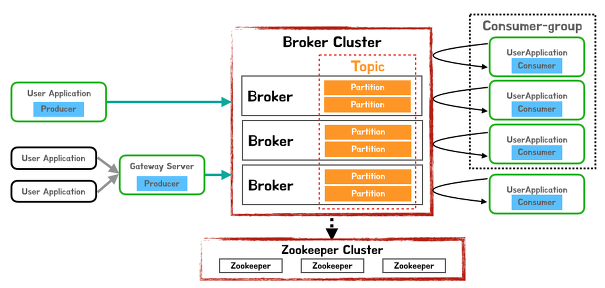 Consumer-group
Broker Cluster
Topic
User Application
Producer
User Application
User Application
Gateway Server
Producer
Broker
Partition
Partition
Broker
Partition
Partition
Broker
Partition
Partition
UserApplication
Consumer
UserApplication
Consumer
UserApplication
Consumer
UserApplication
Consumer
Zookeeper Cluster
Zookeeper
Zookeeper
Zookeeper